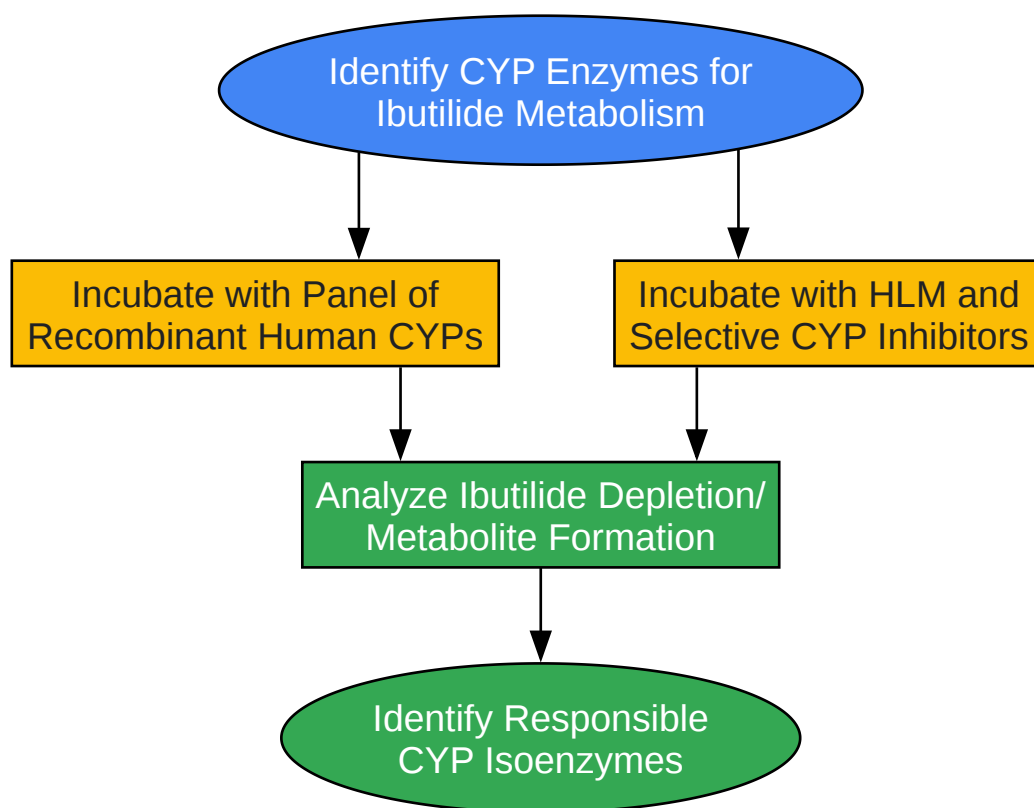 Identify CYP Enzymes for
Ibutilide Metabolism
Incubate with Panel of
Recombinant Human CYPs
Incubate with HLM and
Selective CYP Inhibitors
Analyze Ibutilide Depletion/
Metabolite Formation
Identify Responsible
CYP Isoenzymes